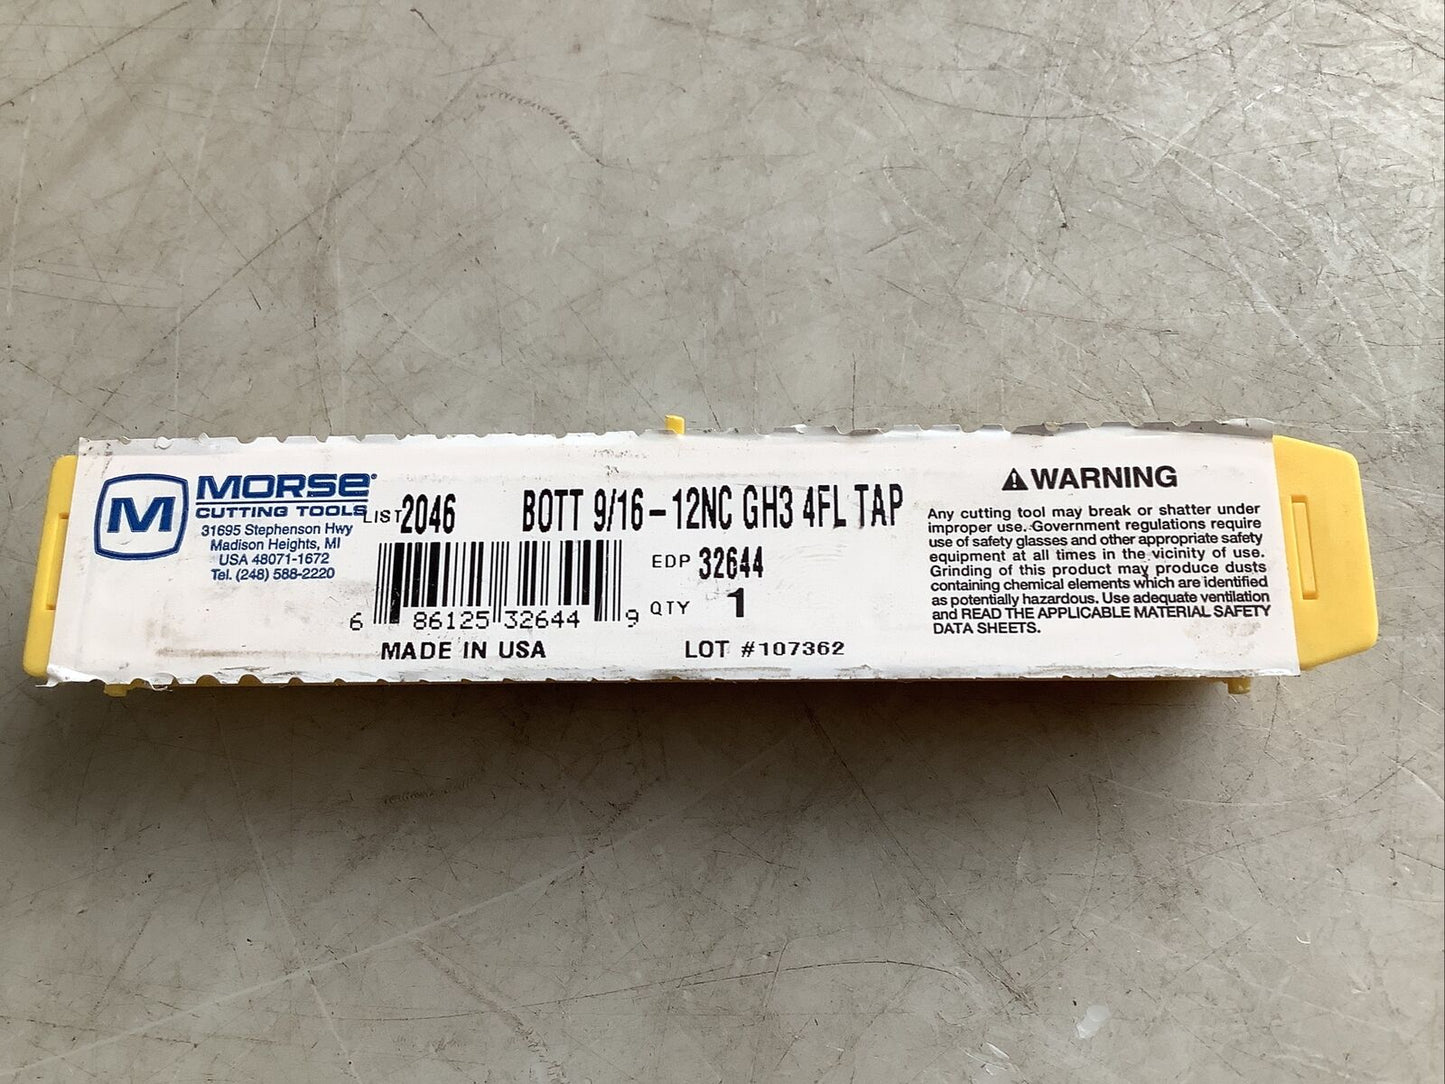 M
MORSE®
CUTTING TOOLS
31695 Stephenson Hwy
Madison Heights, MI
USA 48071-1672
Tel. (248) 588-2220
LIST 2046 BOTT 9/16-12NC GH3 4FL TAP
EDP 32644
QTY 1
6 86125 32644 9
MADE IN USA LOT #107362
⚠WARNING
Any cutting tool may break or shatter under
improper use. Government regulations require
use of safety glasses and other appropriate safety
equipment at all times in the vicinity of use.
Grinding of this product may produce dusts
containing chemical elements which are identified
as potentially hazardous. Use adequate ventilation
and READ THE APPLICABLE MATERIAL SAFETY
DATA SHEETS.